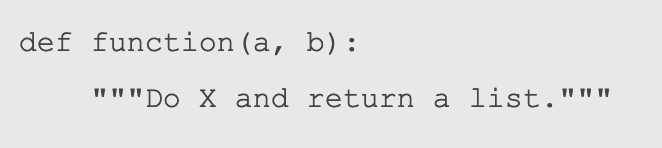 def function(a, b):
    """Do X and return a list."""